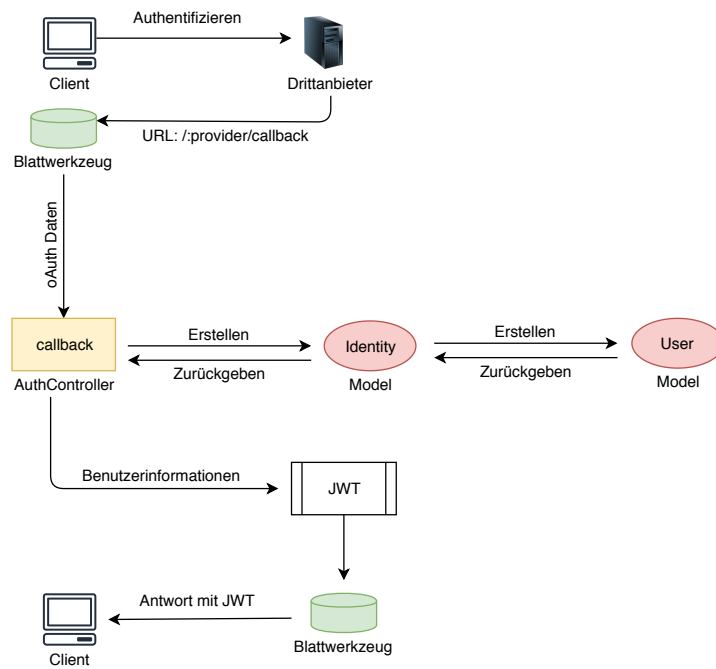 Authentifizieren
Client
Drittanbieter
URL: /:provider/callback
Blattwerkzeug
oAuth Daten
callback
AuthController
Erstellen
Zurückgeben
Identity
Model
Erstellen
Zurückgeben
User
Model
Benutzerinformationen
JWT
Antwort mit JWT
Blattwerkzeug
Client